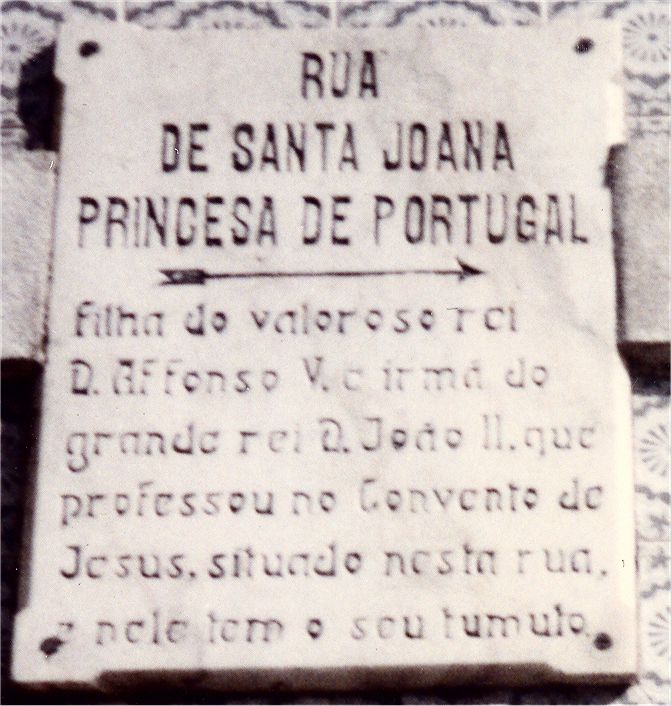 RUA
DE SANTA JOANA
PRINCESA DE PORTUGAL
filha do valoroso rei
D. Affonso V. e irmã do
grande rei D. João II. que
professou no Convento de
Jesus, situado nesta rua,
e nele tem o seu tumulo.